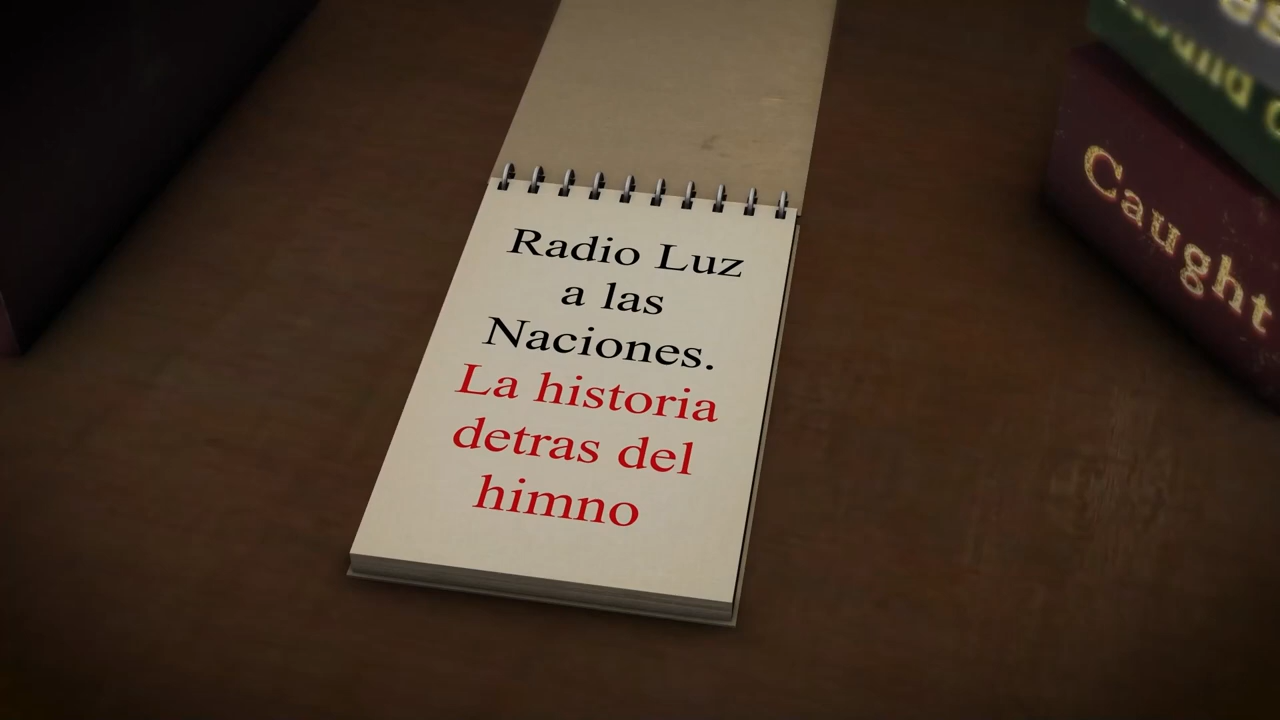 Radio Luz
a las
Naciones.
La historia
detras del
himno
Caught